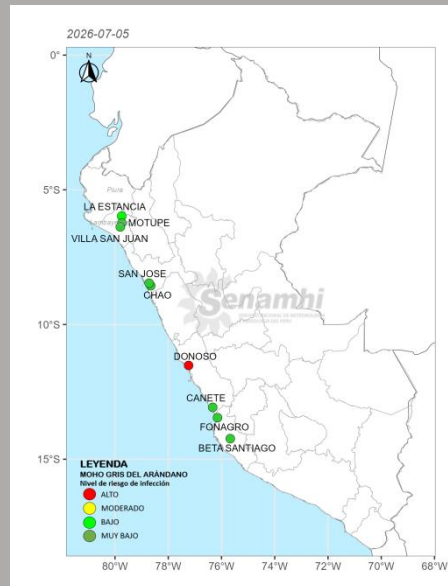 2026-07-05
N
0°
5°S
10°S
15°S
Piura
LA ESTANCIA
MOTUPE
VILLA SAN JUAN
SAN JOSE
CHAO
Senamhi
DONOSO
CANETE
FONAGRO
BETA SANTIAGO
LEYENDA
MOHO GRIS DEL ARÁNDANO
Nivel de riesgo de infección
ALTO
MODERADO
BAJO
MUY BAJO
80°W 78°W 76°W 74°W 72°W 70°W 68°W 66°W